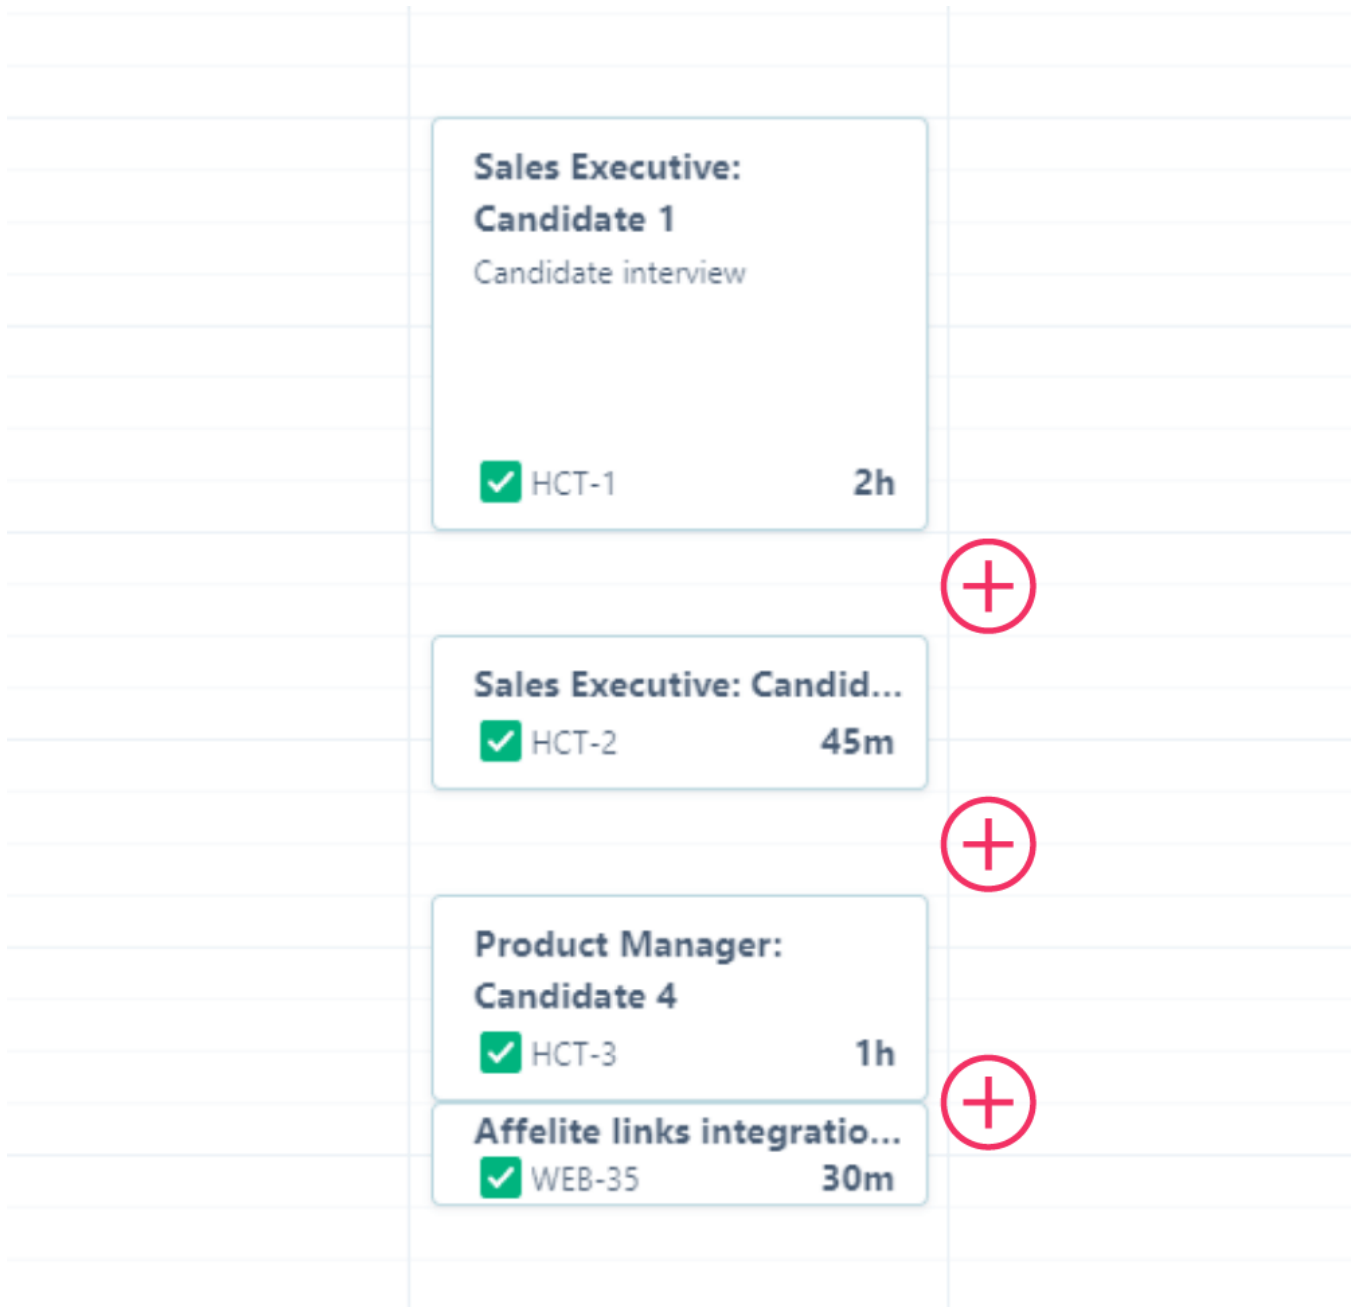 Sales Executive:
Candidate 1
Candidate interview
HCT-1 2h
Sales Executive: Candid...
HCT-2 45m
Product Manager:
Candidate 4
HCT-3 1h
Affelite links integratio...
WEB-35 30m